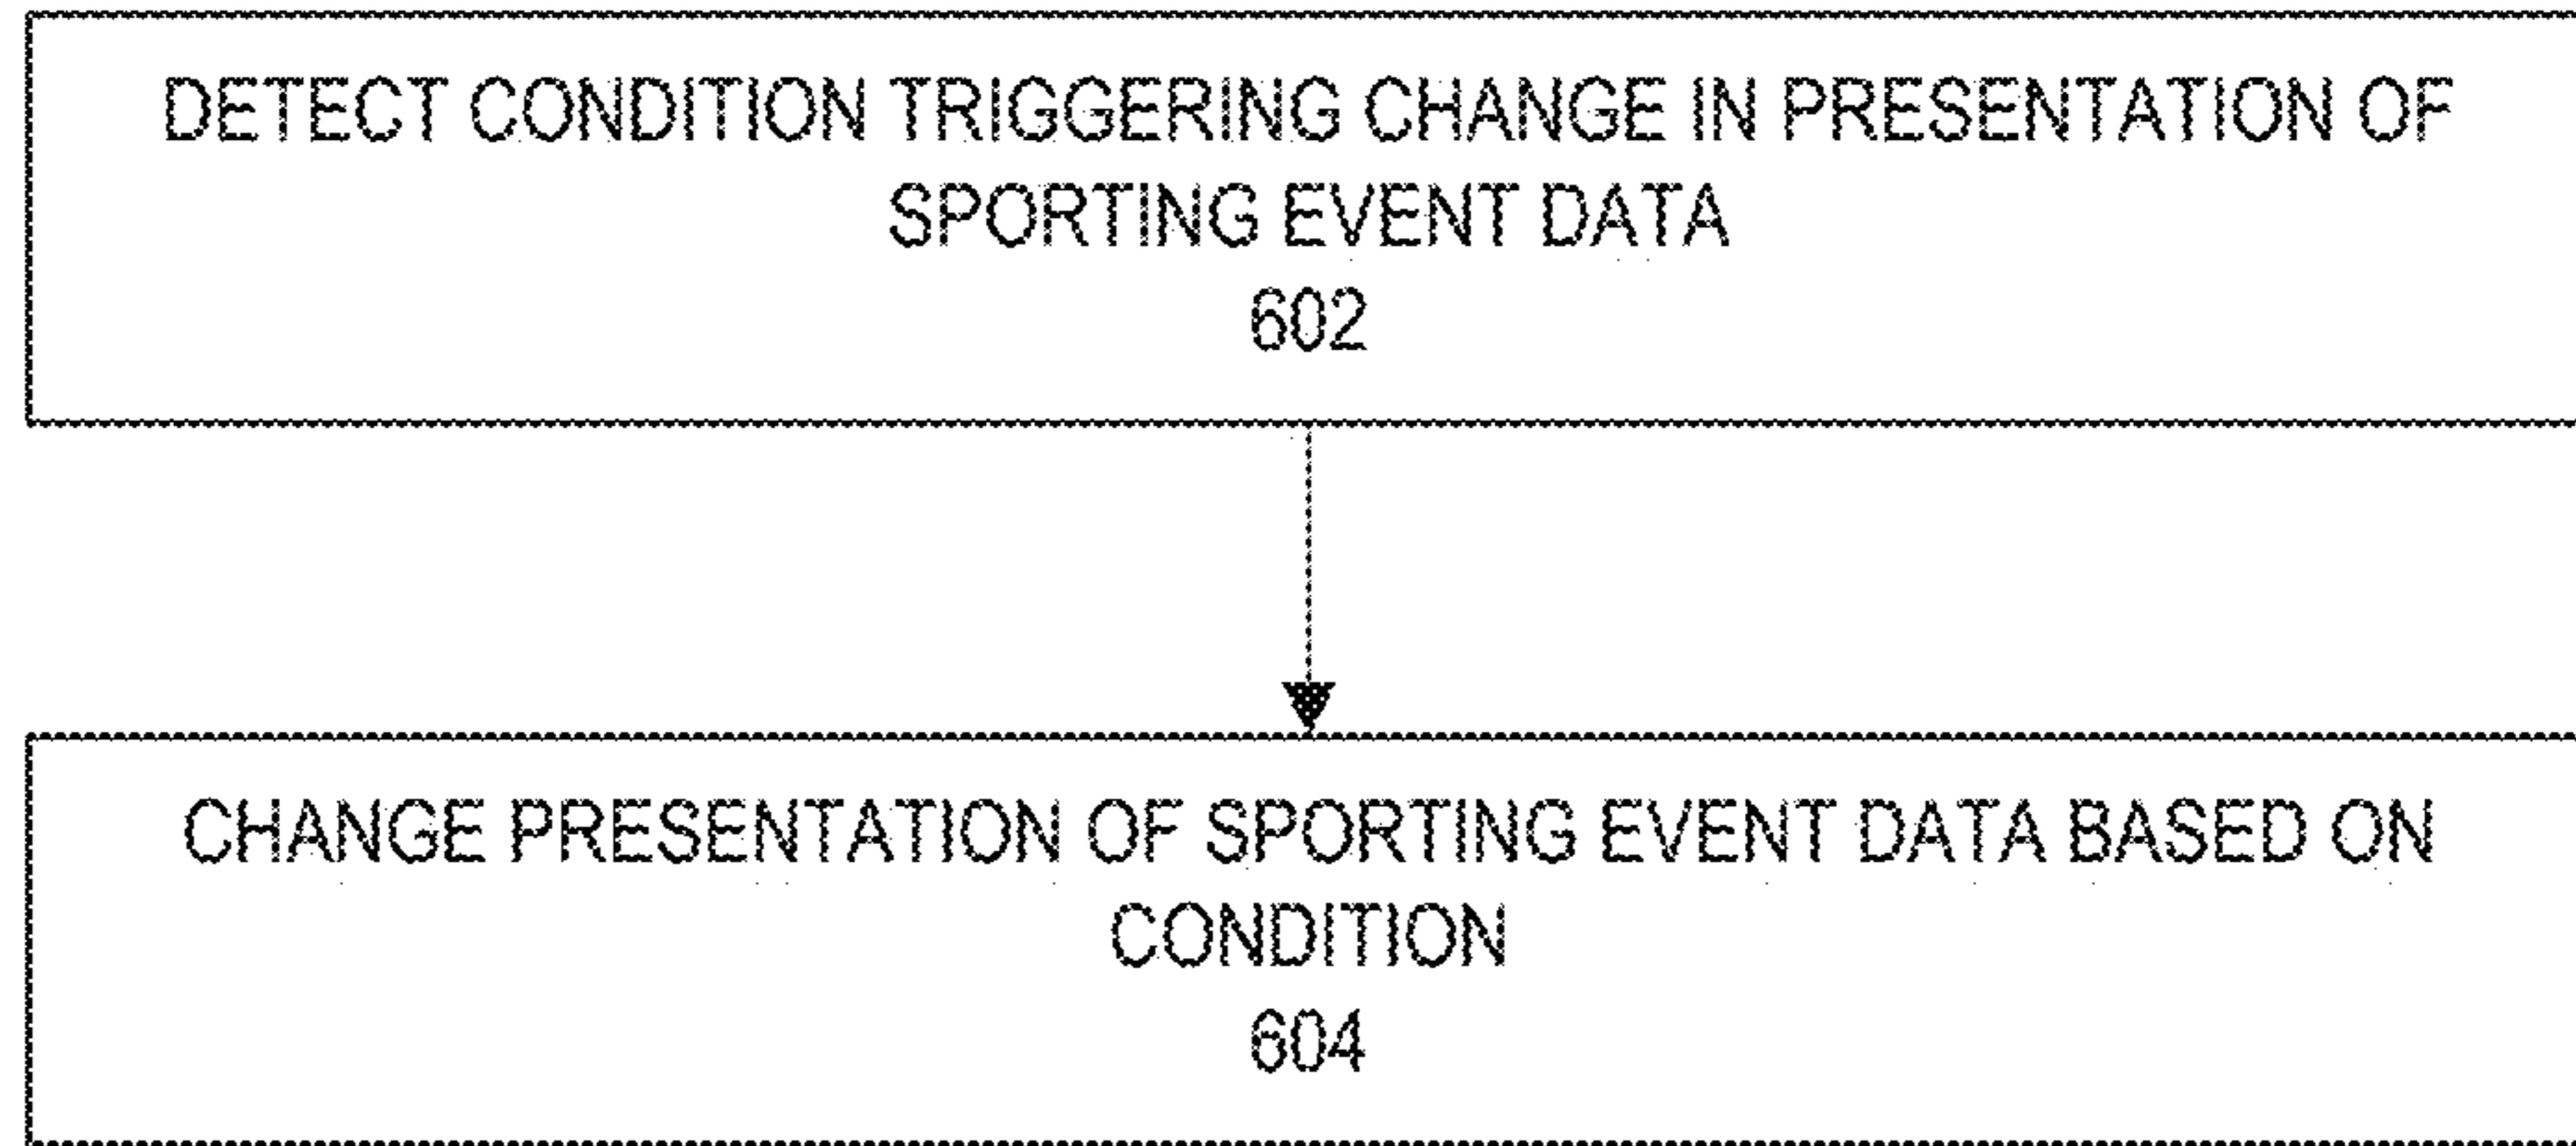 DETECT CONDITION TRIGGERING CHANGE IN PRESENTATION OF
SPORTING EVENT DATA
602
CHANGE PRESENTATION OF SPORTING EVENT DATA BASED ON
CONDITION
604